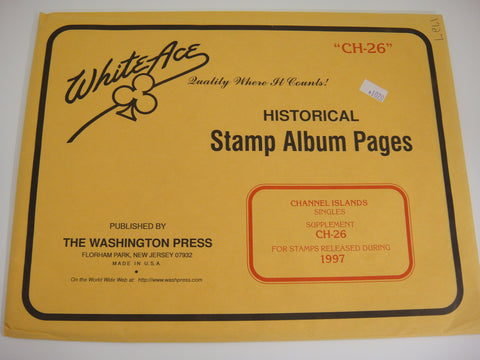 White Ace
Quality Where It Counts!
"CH-26"
HISTORICAL
Stamp Album Pages
CHANNEL ISLANDS
SINGLES
SUPPLEMENT
CH-26
FOR STAMPS RELEASED DURING
1997
PUBLISHED BY
THE WASHINGTON PRESS
FLORHAM PARK, NEW JERSEY 07932
MADE IN U.S.A.
On the World Wide Web at: http://www.washpress.com